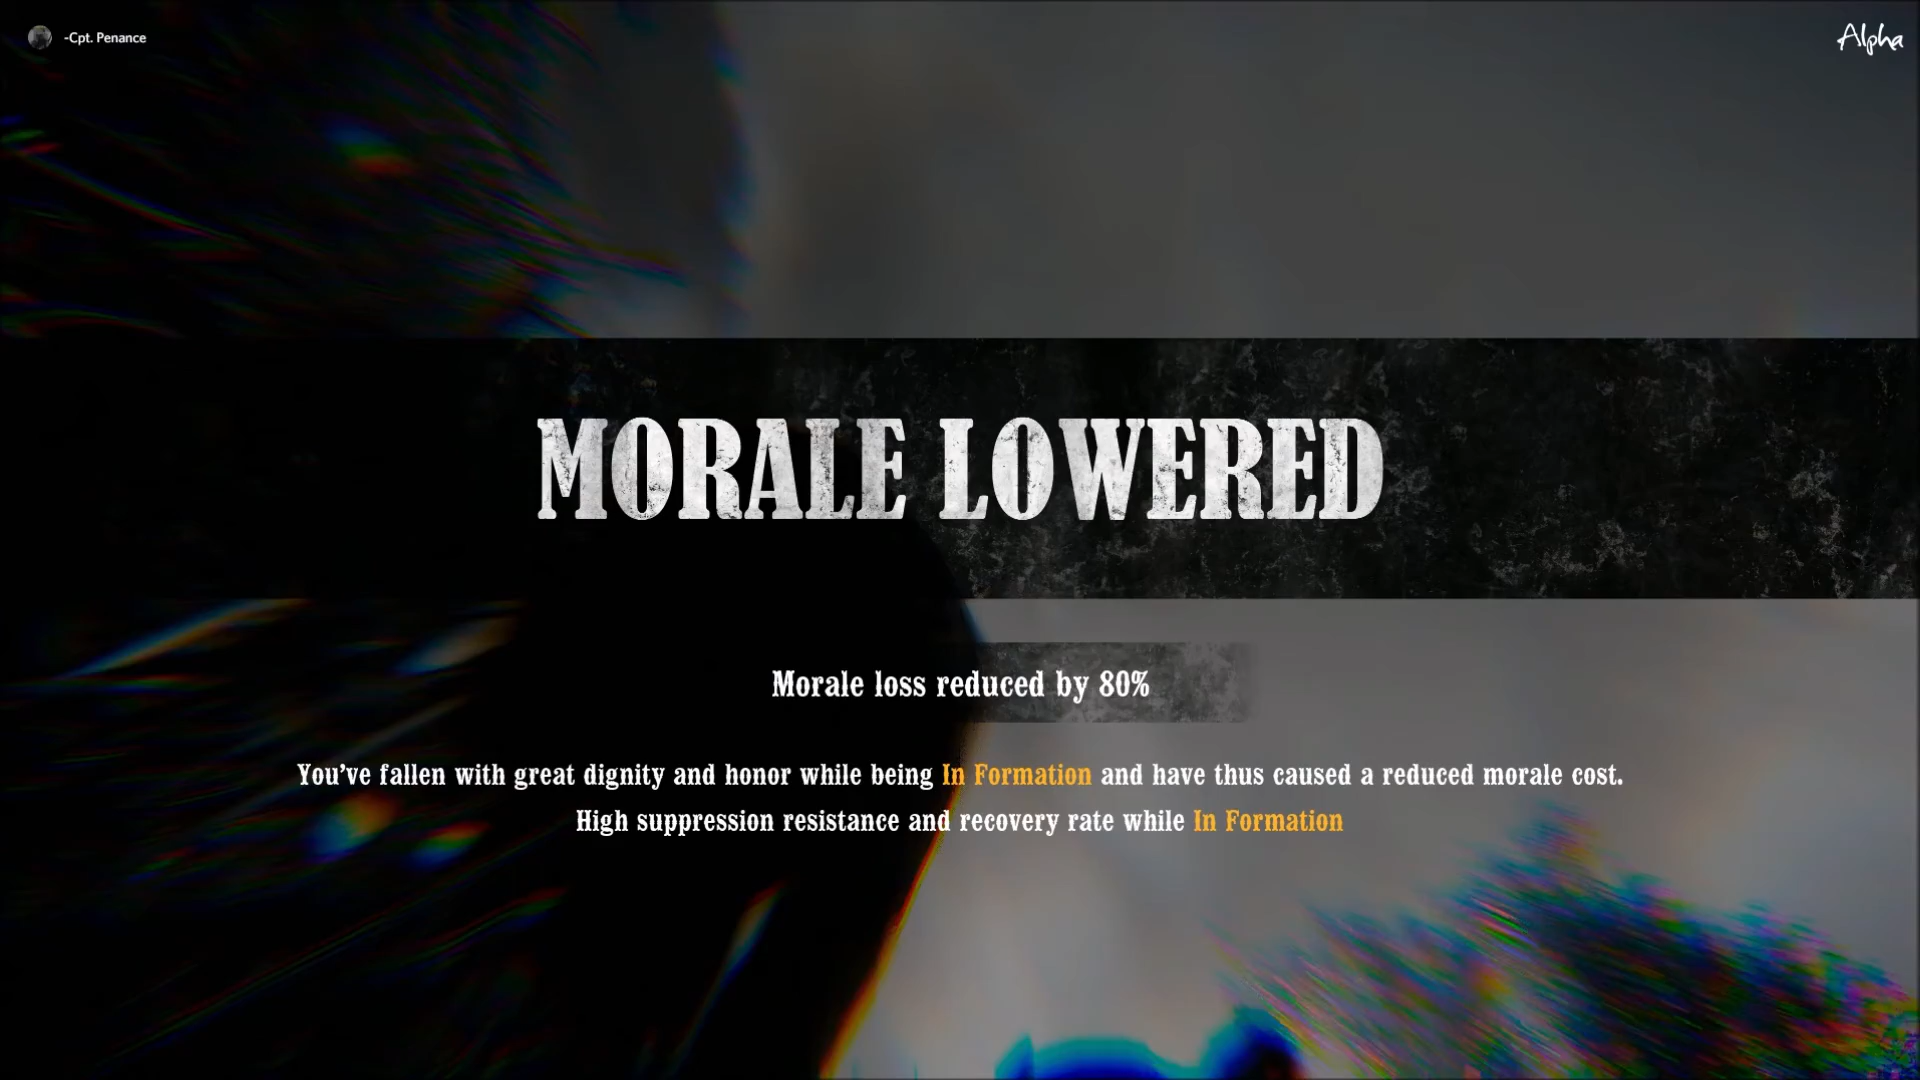 -Cpt. Penance
Alpha
MORALE LOWERED
Morale loss reduced by 80%
You've fallen with great dignity and honor while being In Formation and have thus caused a reduced morale cost.
High suppression resistance and recovery rate while In Formation